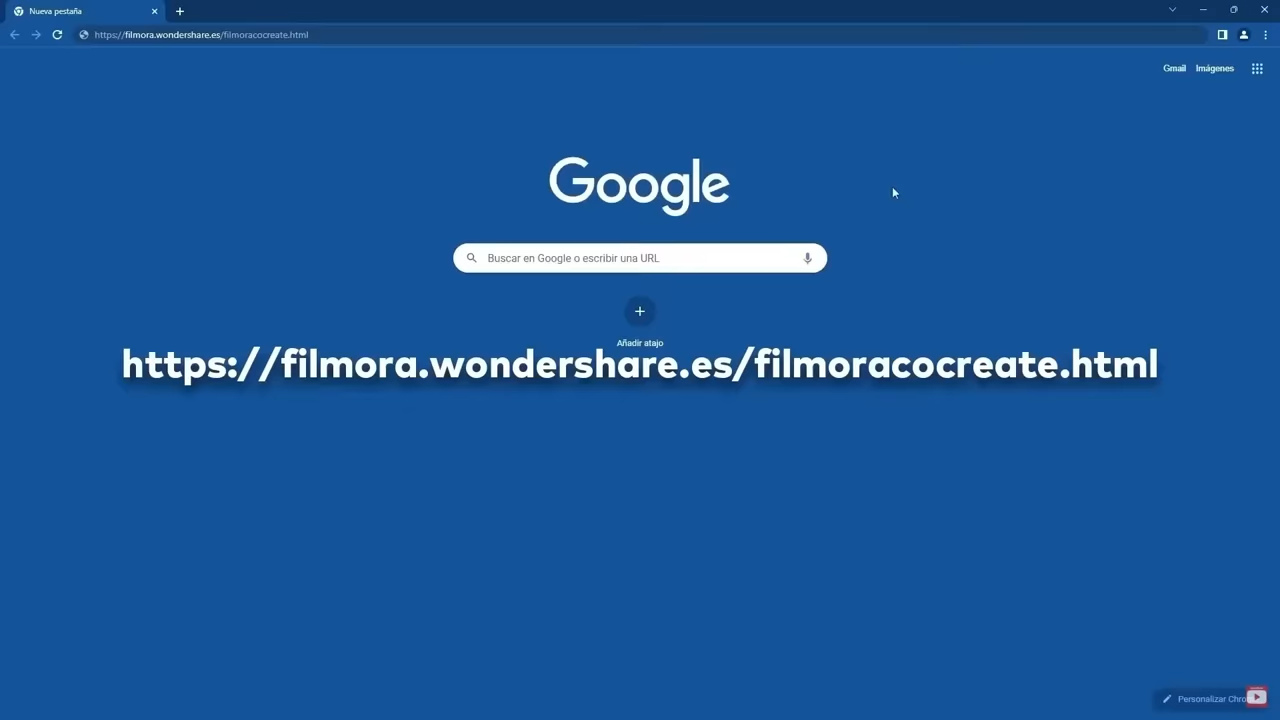 Nueva pestaña
https://filmora.wondershare.es/filmoracocreate.html
Gmail Imágenes
Google
Buscar en Google o escribir una URL
Añadir atajo
https://filmora.wondershare.es/filmoracocreate.html
Personalizar